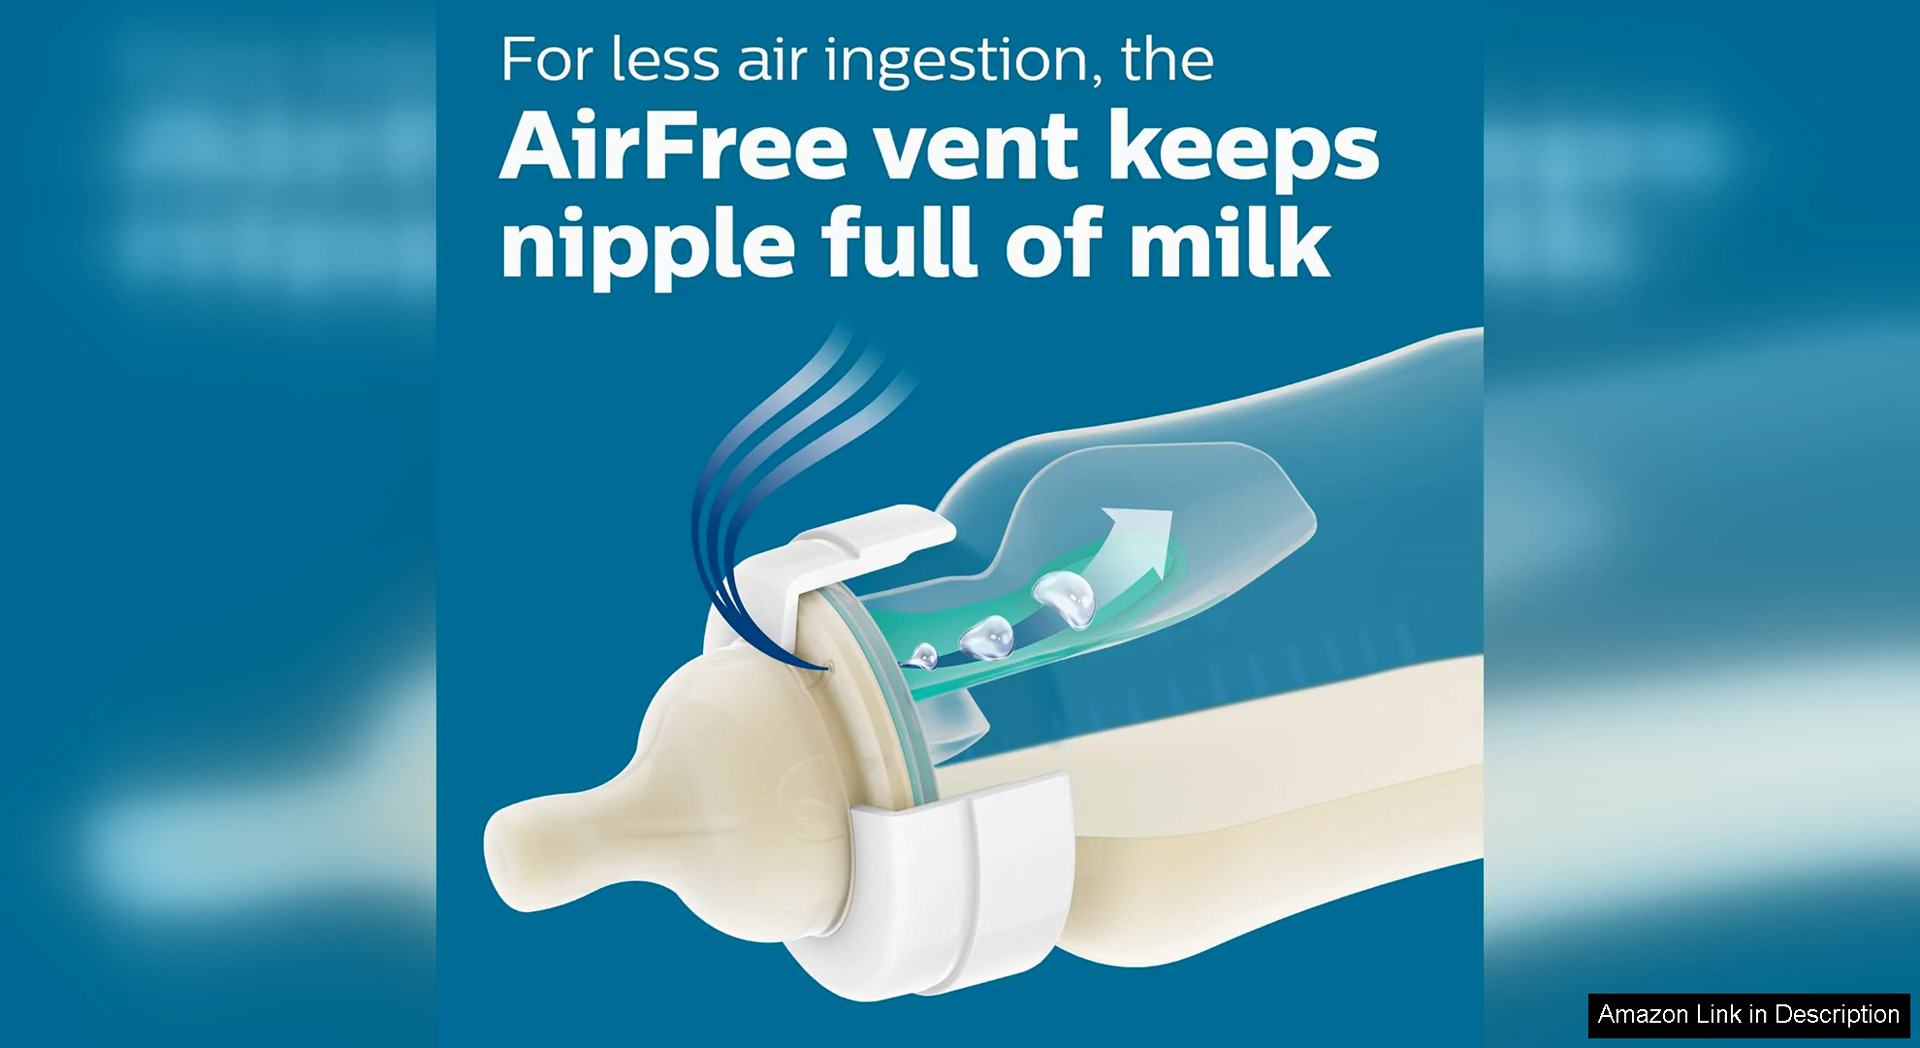 For less air ingestion, the
AirFree vent keeps
nipple full of milk
Amazon Link in Description